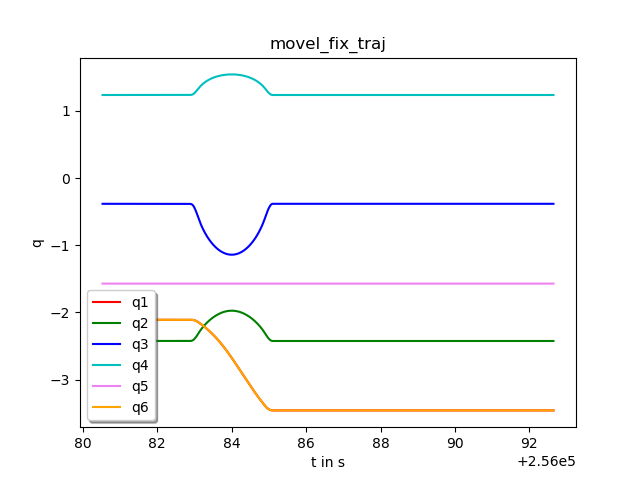 movel_fix_traj
q
1
0
−1
−2
−3
q1
q2
q3
q4
q5
q6
80 82 84 86 88 90 92
t in s
+2.56e5